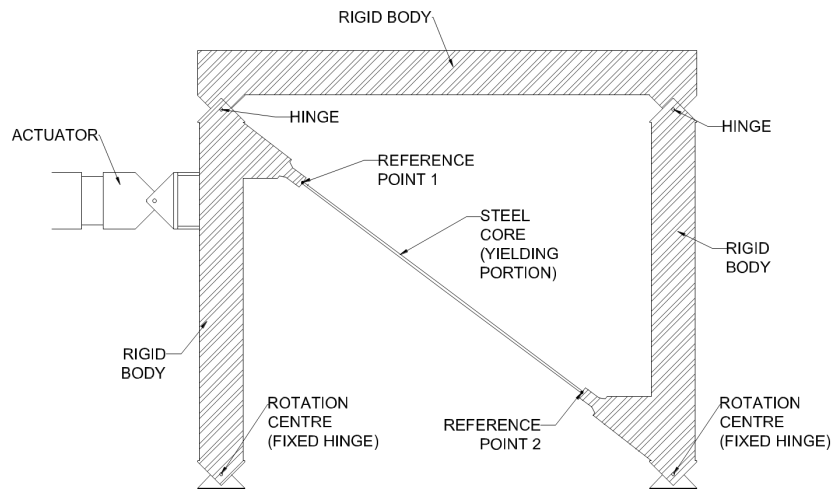 RIGID BODY
HINGE
HINGE
ACTUATOR
REFERENCE
POINT 1
STEEL
CORE
(YIELDING
PORTION)
RIGID
BODY
RIGID
BODY
ROTATION
CENTRE
(FIXED HINGE)
REFERENCE
POINT 2
ROTATION
CENTRE
(FIXED HINGE)